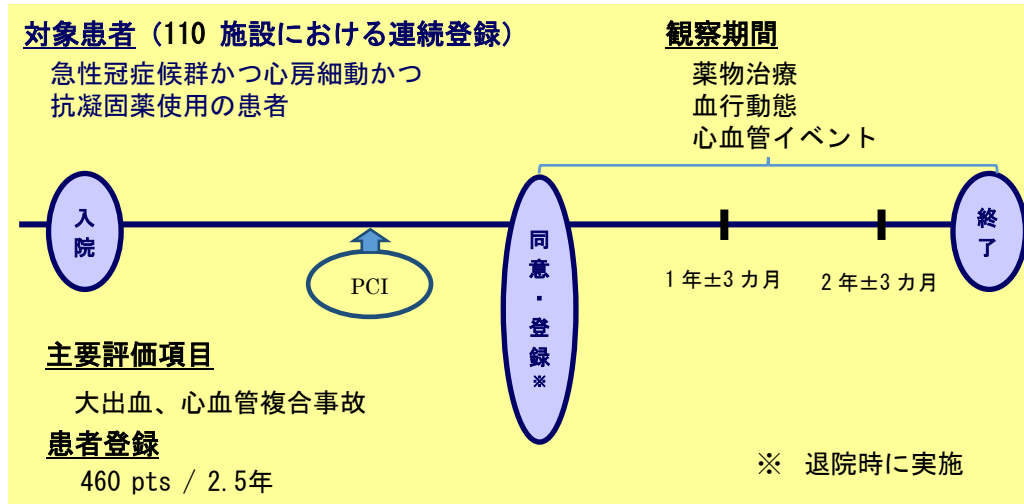 対象患者（110 施設における連続登録）
急性冠症候群かつ心房細動かつ
抗凝固薬使用の患者
観察期間
薬物治療
血行動態
心血管イベント
入院
PCI
同意・登録※
1年±3カ月
2年±3カ月
終了
主要評価項目
大出血、心血管複合事故
患者登録
460 pts / 2.5年
※ 退院時に実施